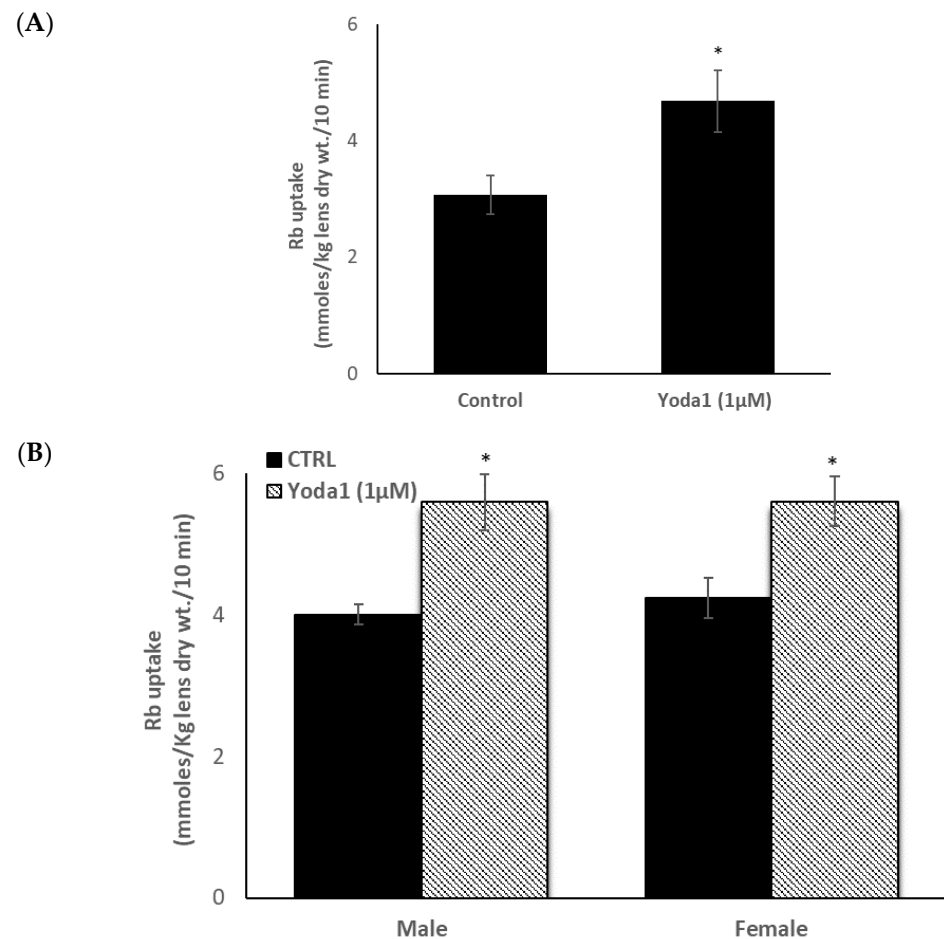 (A)
6
*
4
2
0
Rb uptake
(mmoles/kg lens dry wt./10 min)
Control
Yoda1 (1µM)
(B)
CTRL
Yoda1 (1µM)
*
*
6
4
2
0
Rb uptake
(mmoles/Kg lens dry wt./10 min)
Male
Female